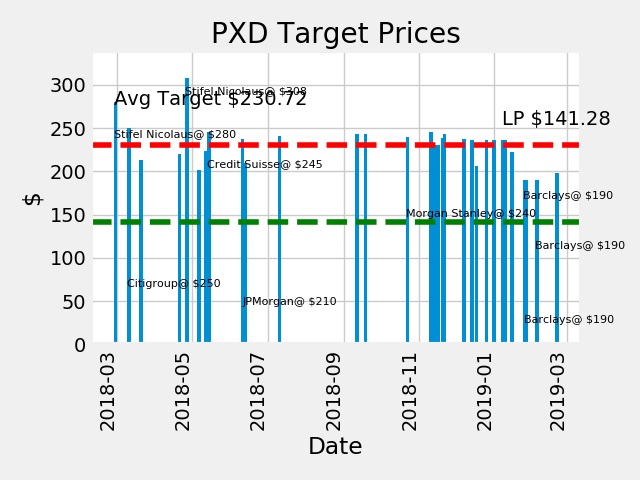 PXD Target Prices
Stifel Nicolaus@ $308
Avg Target $230.72
LP $141.28
Stifel Nicolaus@ $280
Credit Suisse@ $245
Barclays@ $190
Morgan Stanley@ $240
Barclays@ $190
Citigroup@ $250
JPMorgan@ $210
Barclays@ $190
$
300
250
200
150
100
50
0
2018-03
2018-05
2018-07
2018-09
2018-11
2019-01
2019-03
Date